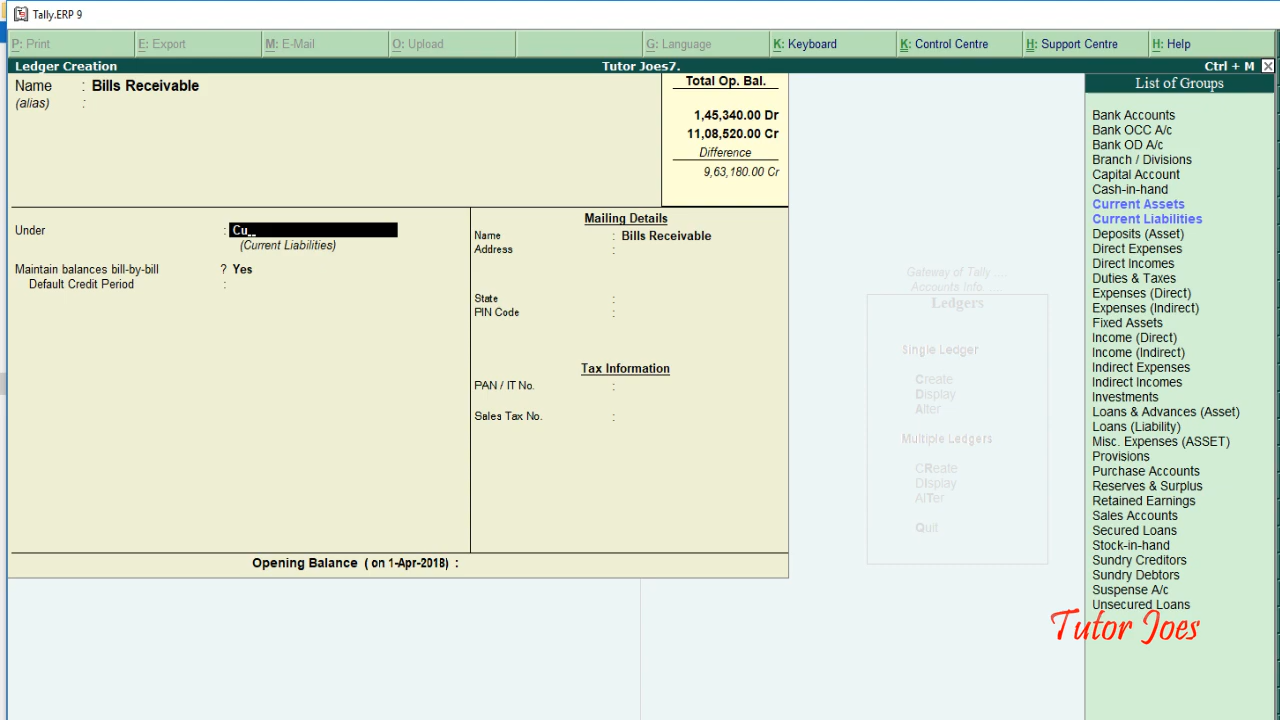 Tally.ERP 9
P: Print E: Export M: E-Mail O: Upload G: Language K: Keyboard K: Control Centre H: Support Centre H: Help
Ledger Creation Tutor Joes7. Ctrl + M
Name : Bills Receivable
(alias) :
Total Op. Bal.
1,45,340.00 Dr
11,08,520.00 Cr
Difference
9,63,180.00 Cr
Under : Cu
(Current Liabilities)
Maintain balances bill-by-bill ? Yes
Default Credit Period :
Mailing Details
Name : Bills Receivable
Address :
State :
PIN Code :
Tax Information
PAN / IT No. :
Sales Tax No. :
Opening Balance ( on 1-Apr-2018) :
Gateway of Tally ....
Accounts Info. ....
Ledgers
Single Ledger
Create
Display
Alter
Multiple Ledgers
CReate
DIsplay
AlTer
Quit
List of Groups
Bank Accounts
Bank OCC A/c
Bank OD A/c
Branch / Divisions
Capital Account
Cash-in-hand
Current Assets
Current Liabilities
Deposits (Asset)
Direct Expenses
Direct Incomes
Duties & Taxes
Expenses (Direct)
Expenses (Indirect)
Fixed Assets
Income (Direct)
Income (Indirect)
Indirect Expenses
Indirect Incomes
Investments
Loans & Advances (Asset)
Loans (Liability)
Misc. Expenses (ASSET)
Provisions
Purchase Accounts
Reserves & Surplus
Retained Earnings
Sales Accounts
Secured Loans
Stock-in-hand
Sundry Creditors
Sundry Debtors
Suspense A/c
Unsecured Loans
Tutor Joes